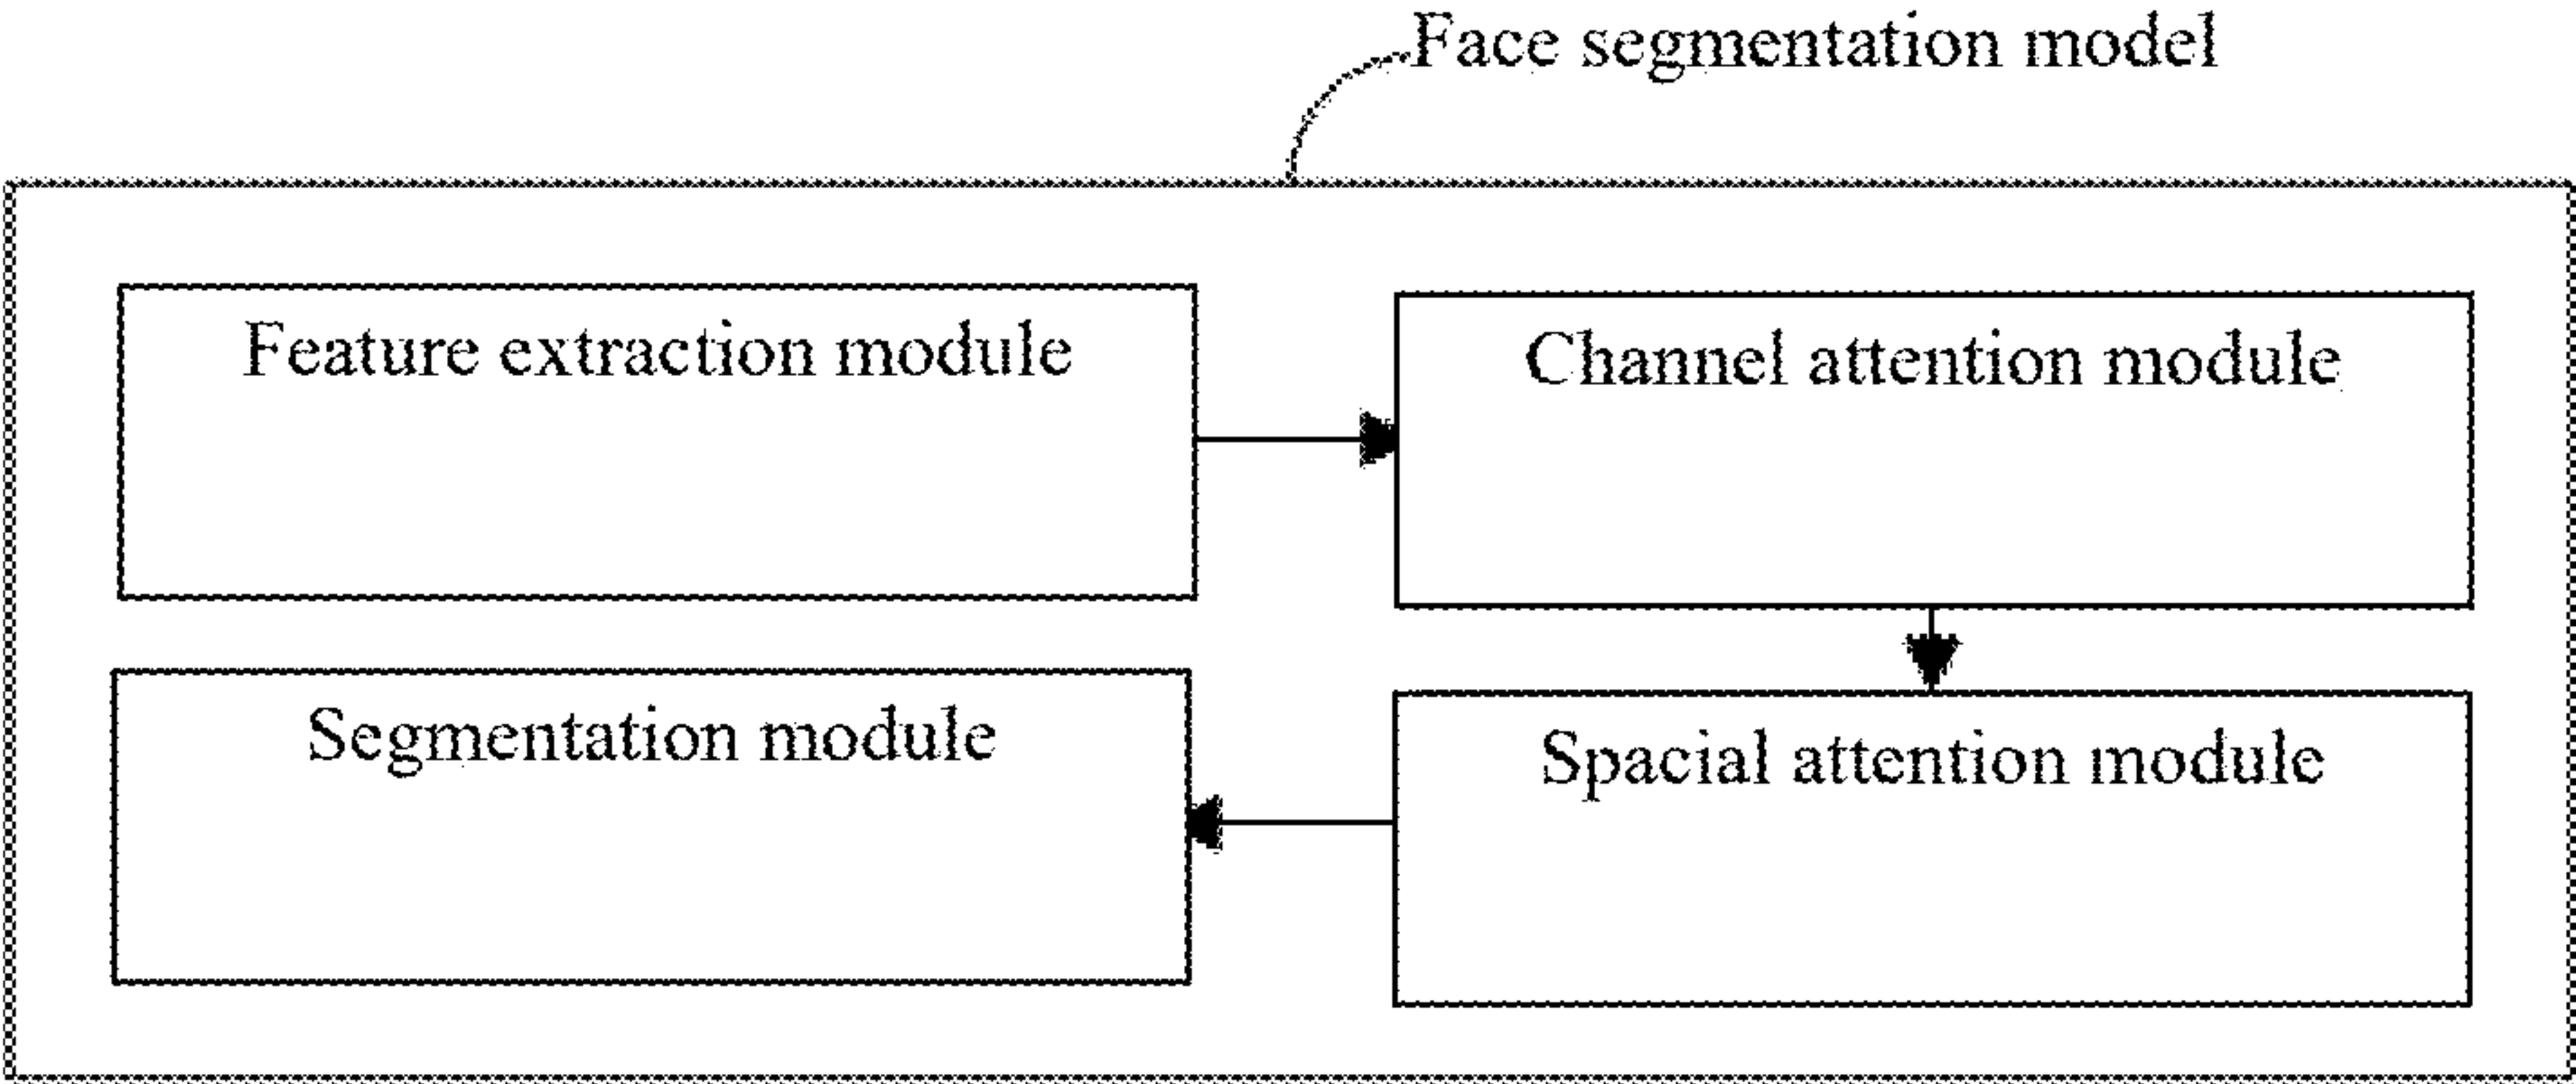 Face segmentation model
Feature extraction module
Channel attention module
Segmentation module
Spacial attention module